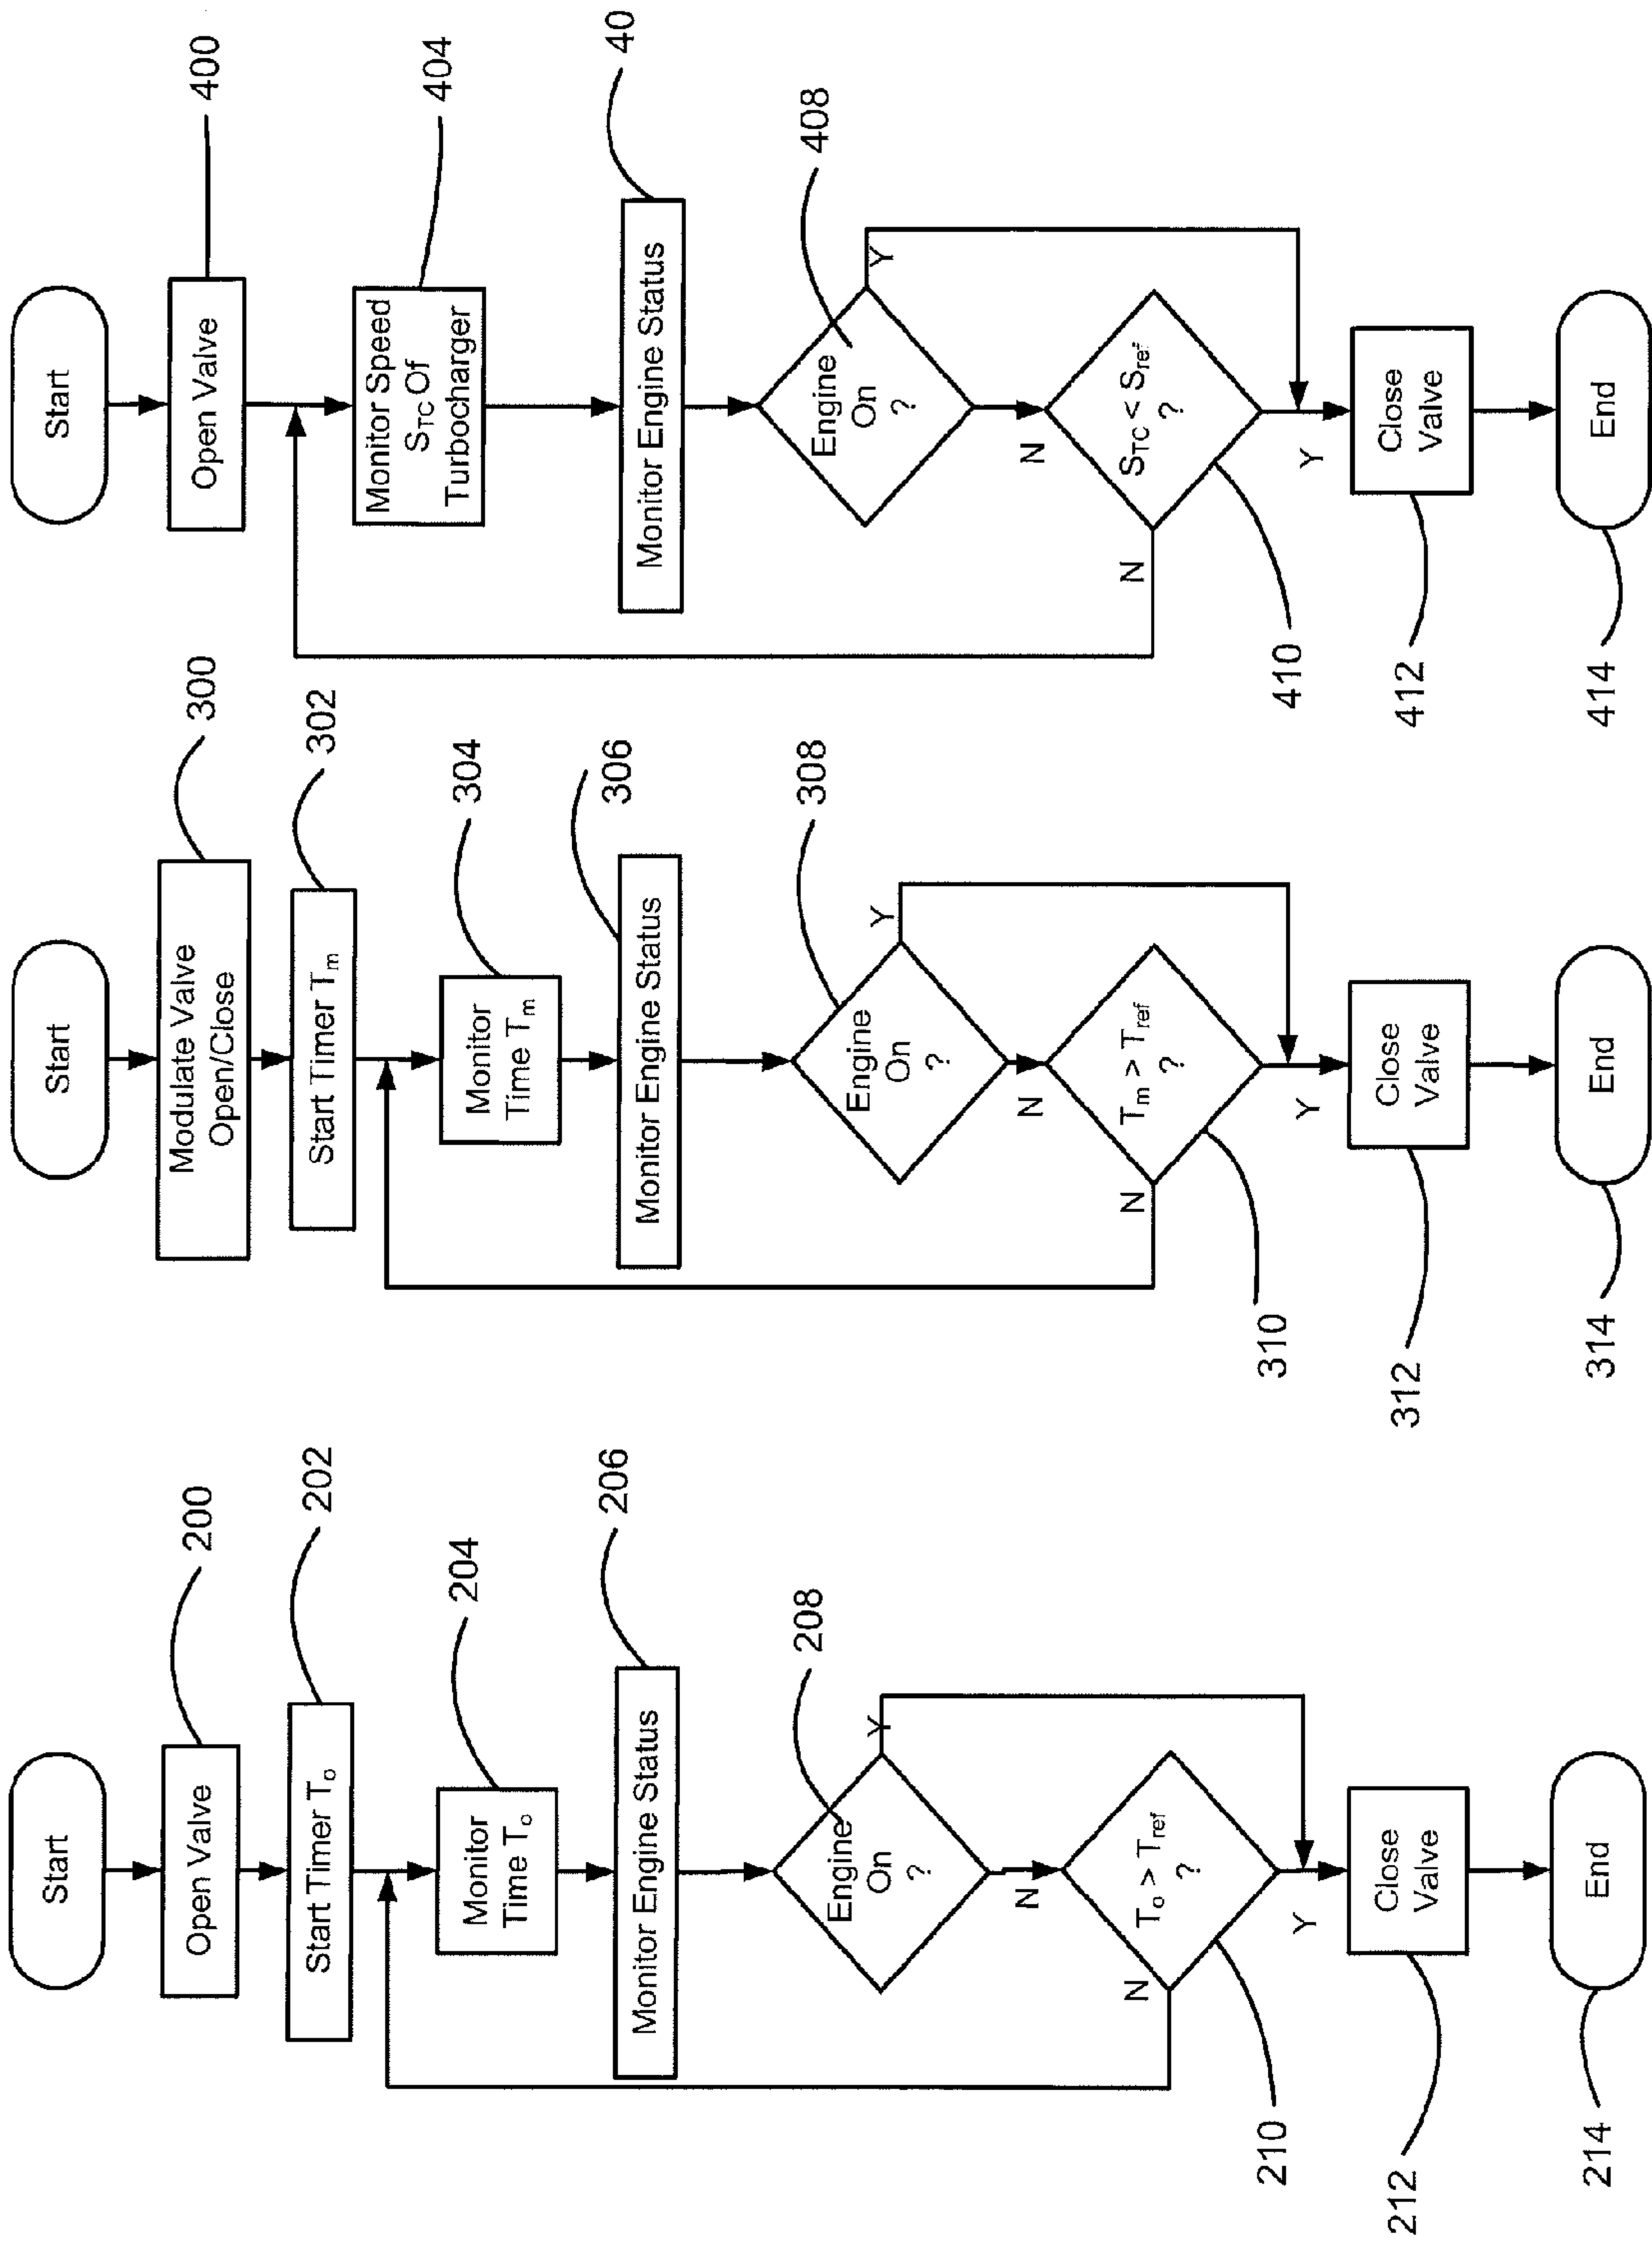 Start
Open Valve
200
Start Timer To
202
Monitor
Time To
204
Monitor Engine Status
206
Engine
On
?
208
Y
N
To > Tref
?
N
210
Y
Close
Valve
212
End
214
Start
Modulate Valve
Open/Close
300
Start Timer Tm
302
Monitor
Time Tm
304
Monitor Engine Status
306
Engine
On
?
308
Y
N
Tm > Tref
?
N
310
Y
Close
Valve
312
End
314
Start
Open Valve
400
Monitor Speed
STC Of
Turbocharger
404
Monitor Engine Status
40
Engine
On
?
408
Y
N
STC < Sref
?
N
410
Y
Close
Valve
412
End
414